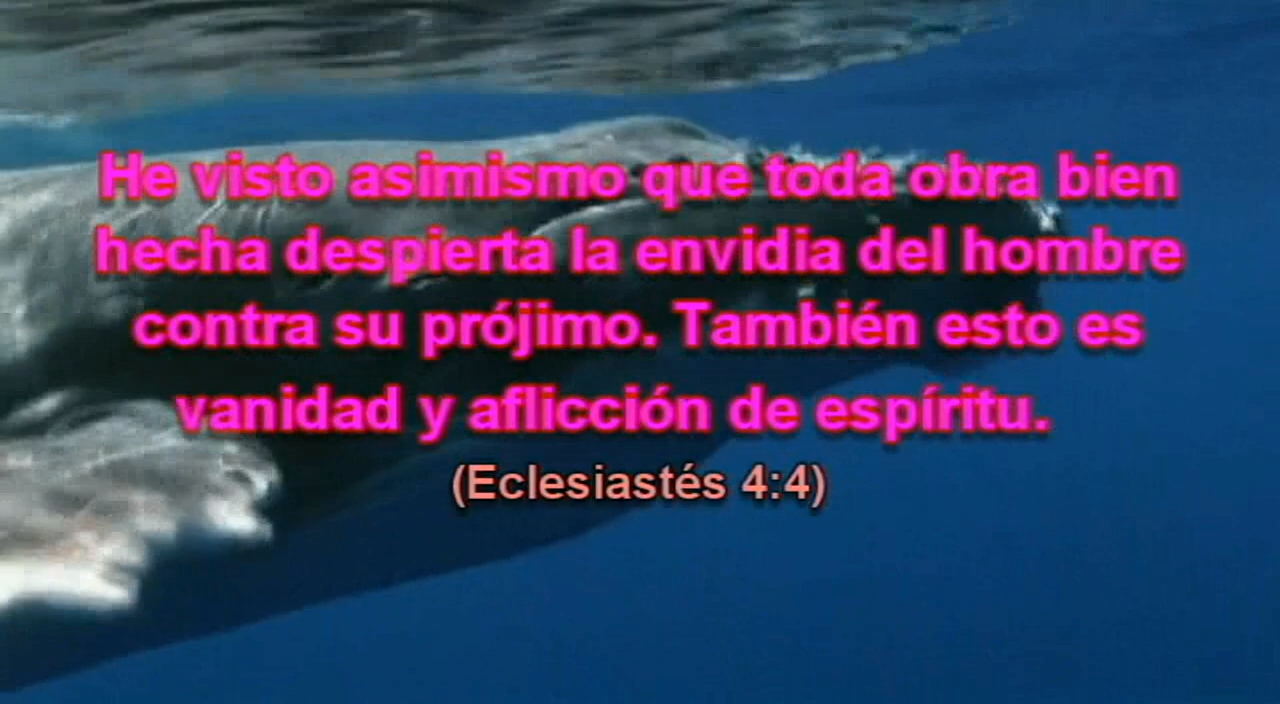 He visto asimismo que toda obra bien
hecha despierta la envidia del hombre
contra su prójimo. También esto es
vanidad y aflicción de espíritu.
(Eclesiastés 4:4)